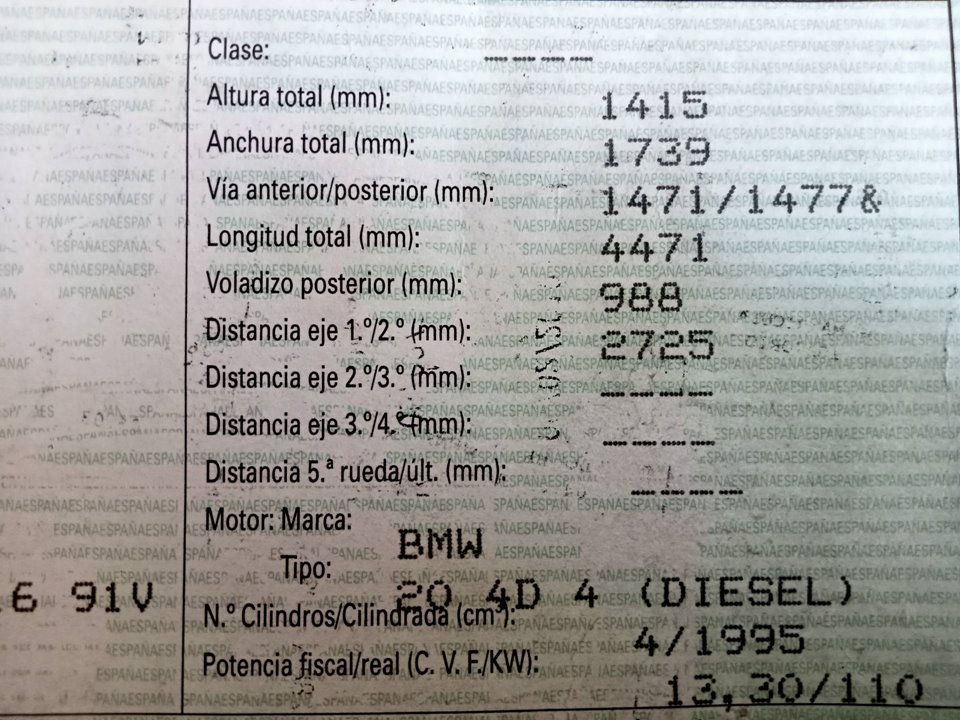 Clase: ----
Altura total (mm): 1415
Anchura total (mm): 1739
Vía anterior/posterior (mm): 1471/1477&
Longitud total (mm): 4471
Voladizo posterior (mm): 988
Distancia eje 1.º/2.º (mm): 2725
Distancia eje 2.º/3.º (mm): ----
Distancia eje 3.º/4.º (mm): ----
Distancia 5.ª rueda/últ. (mm): ----
Motor: Marca: BMW
Tipo: 20 4D 4 (DIESEL)
6 91V
N.º Cilindros/Cilindrada (cm³): 4/1995
Potencia fiscal/real (C. V. F./KW): 13,30/110